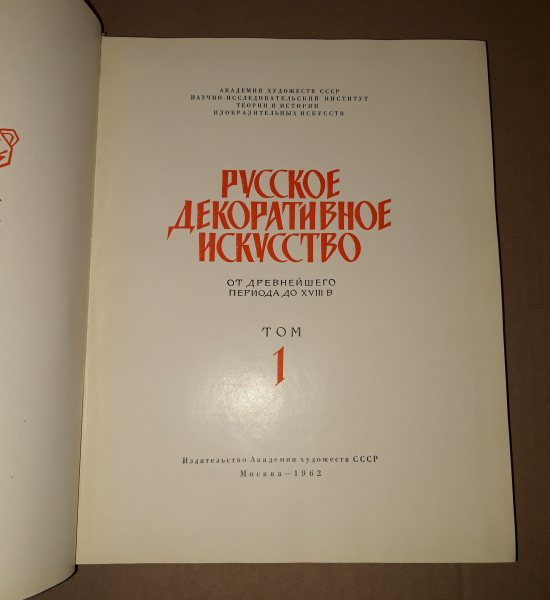 АКАДЕМИЯ ХУДОЖЕСТВ СССР
НАУЧНО-ИССЛЕДОВАТЕЛЬСКИЙ ИНСТИТУТ
ТЕОРИИ И ИСТОРИИ
ИЗОБРАЗИТЕЛЬНЫХ ИСКУССТВ
РУССКОЕ
ДЕКОРАТИВНОЕ
ИСКУССТВО
ОТ ДРЕВНЕЙШЕГО
ПЕРИОДА ДО XVIII В
ТОМ
1
Издательство Академии художеств СССР
Москва—1962